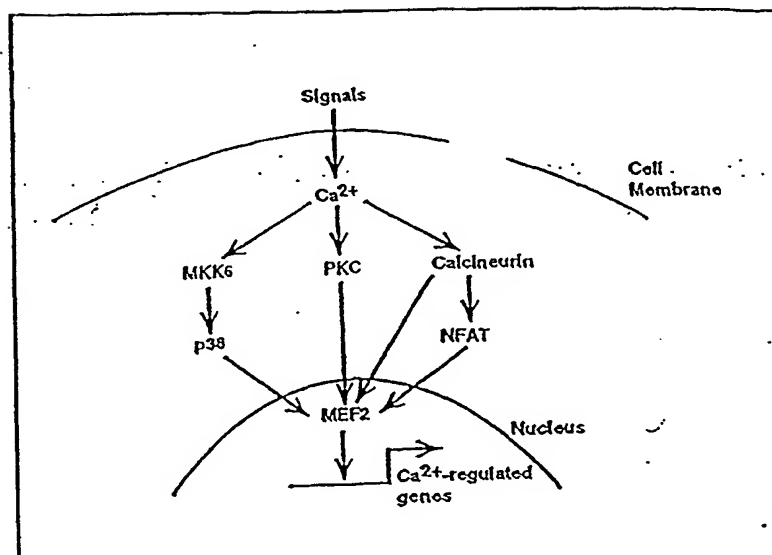 Signals
Cell
Membrane
Ca²⁺
MKK6
PKC
Calcineurin
p38
NFAT
MEF2
Nucleus
Ca²⁺-regulated
genes